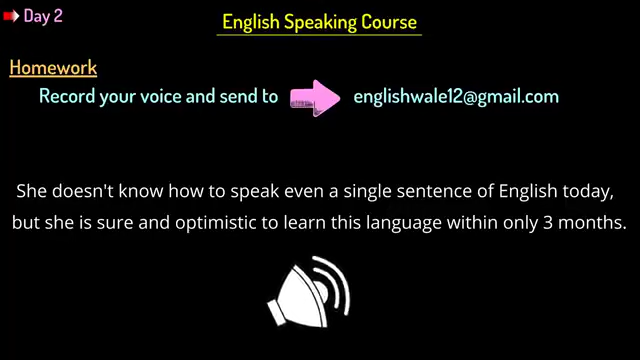 Day 2
English Speaking Course
Homework
Record your voice and send to englishwale12@gmail.com
She doesn't know how to speak even a single sentence of English today,
but she is sure and optimistic to learn this language within only 3 months.